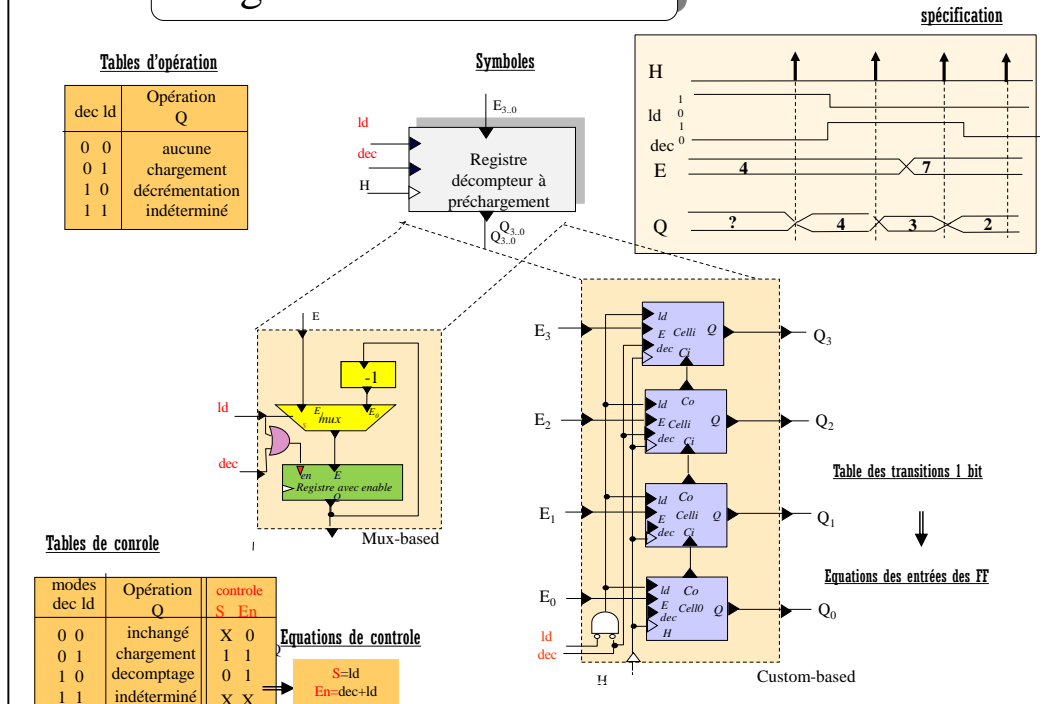 spécification
H
ld 1 0
dec 1 0
E 4 7
Q ? 4 3 2
Tables d'opération
dec ld Opération Q
0 0 aucune
0 1 chargement
1 0 décrémentation
1 1 indéterminé
Symboles
E3..0
ld
dec
H
Registre
décompteur à
préchargement
Q3..0
Q3..0
E
-1
ld
E1 E0
s mux
dec
en E
Registre avec enable
Q
Mux-based
E3 ld E Celli Q dec Ci Q3
E2 ld Co E Celli Q dec Ci Q2
E1 ld Co E Celli Q dec Ci Q1
E0 ld Co E Cell0 Q dec H Q0
ld
dec
H
Custom-based
Table des transitions 1 bit
Equations des entrées des FF
Tables de conrole
modes Opération controle
dec ld Q S En
0 0 inchangé X 0
0 1 chargement 1 1
1 0 decomptage 0 1
1 1 indéterminé X X
Equations de controle
Q
S=ld
En=dec+ld